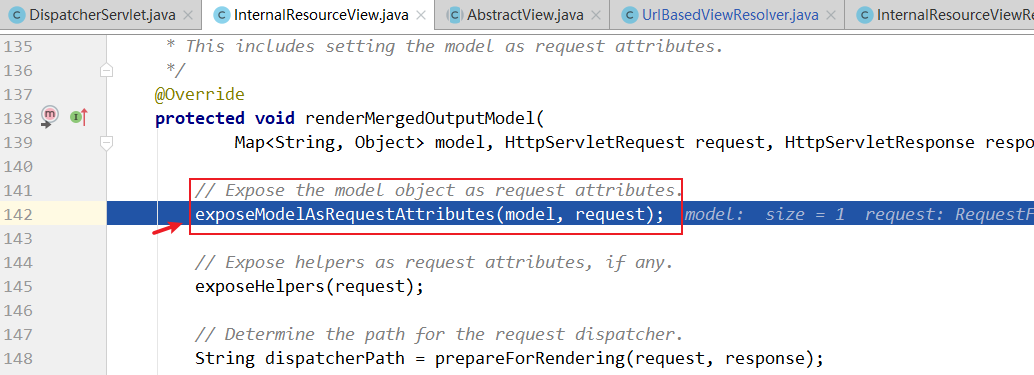 DispatcherServlet.java InternalResourceView.java AbstractView.java UrlBasedViewResolver.java InternalResourceViewRe
135 * This includes setting the model as request attributes.
136 */
137 @Override
138 protected void renderMergedOutputModel(
139 Map<String, Object> model, HttpServletRequest request, HttpServletResponse respo
140
141 // Expose the model object as request attributes.
142 exposeModelAsRequestAttributes(model, request); model: size = 1 request: RequestF
143
144 // Expose helpers as request attributes, if any.
145 exposeHelpers(request);
146
147 // Determine the path for the request dispatcher.
148 String dispatcherPath = prepareForRendering(request, response);